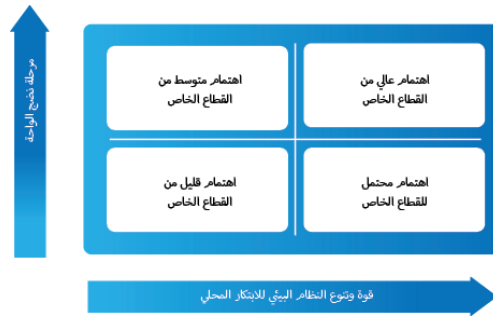 مرحلة نضج الواحة
اهتمام عالي من
القطاع الخاص
اهتمام متوسط من
القطاع الخاص
اهتمام محتمل
للقطاع الخاص
اهتمام قليل من
القطاع الخاص
قوة وتنوع النظام البيئي للابتكار المحلي